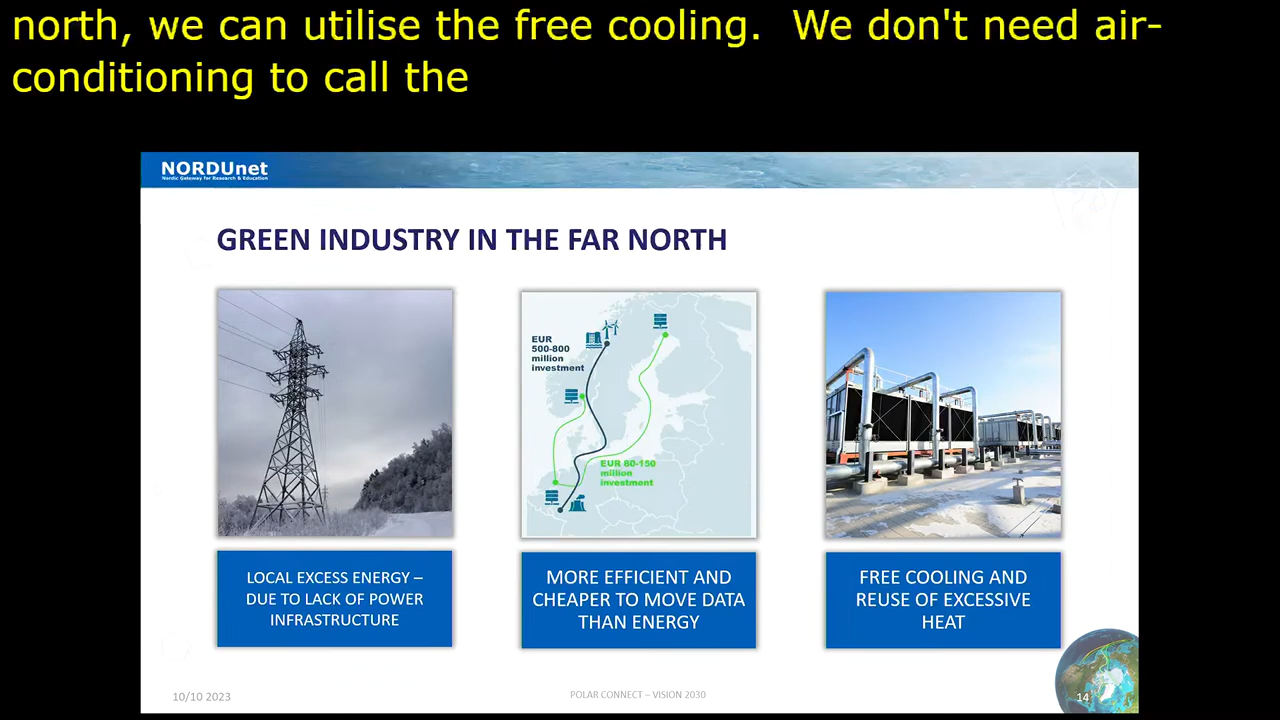 north, we can utilise the free cooling.  We don't need air-
conditioning to call the
NORDUnet
Nordic Gateway for Research & Education
GREEN INDUSTRY IN THE FAR NORTH
EUR
500-800
million
investment
EUR 80-150
million
investment
LOCAL EXCESS ENERGY –
DUE TO LACK OF POWER
INFRASTRUCTURE
MORE EFFICIENT AND
CHEAPER TO MOVE DATA
THAN ENERGY
FREE COOLING AND
REUSE OF EXCESSIVE
HEAT
10/10 2023
POLAR CONNECT – VISION 2030
14